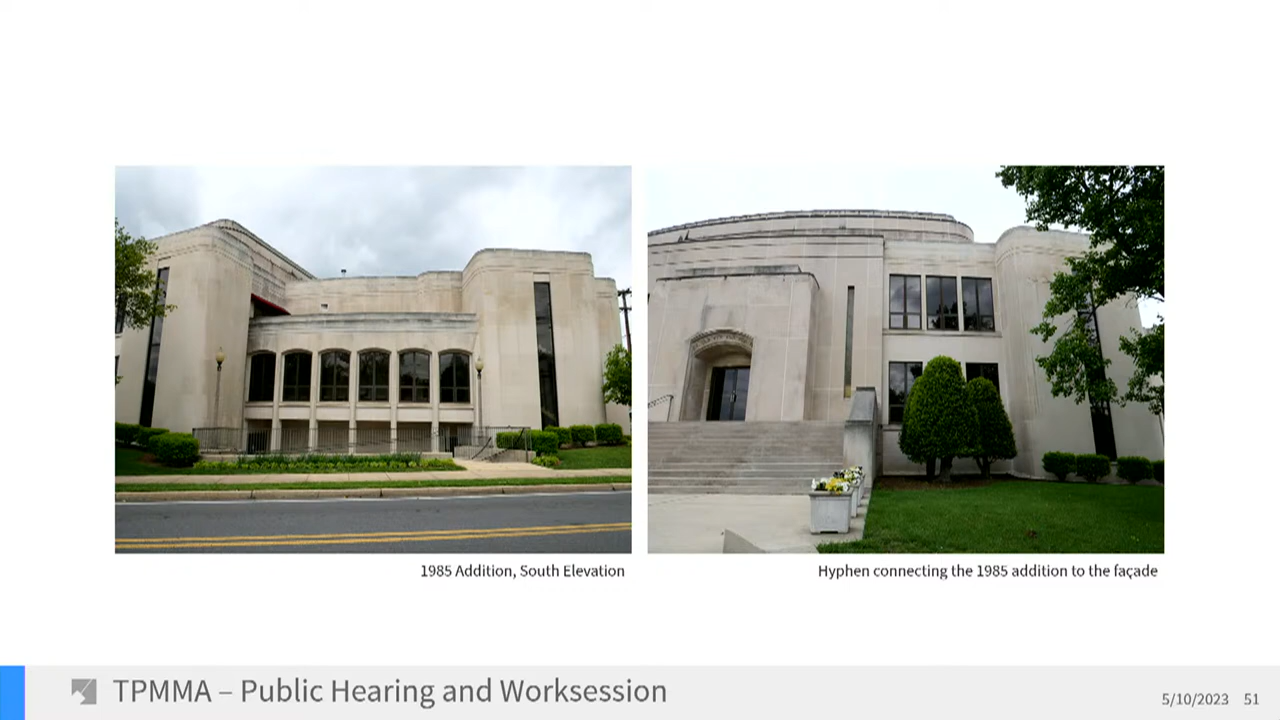 1985 Addition, South Elevation
Hyphen connecting the 1985 addition to the façade
TPMMA – Public Hearing and Worksession
5/10/2023 51